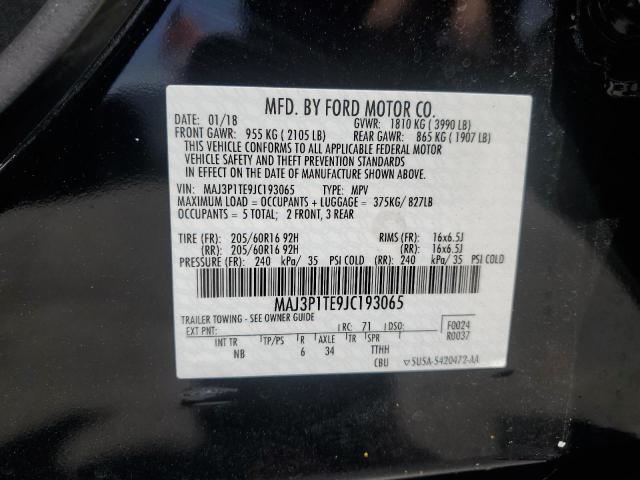 MFD. BY FORD MOTOR CO.
DATE: 01/18 GVWR: 1810 KG ( 3990 LB)
FRONT GAWR: 955 KG ( 2105 LB) REAR GAWR: 865 KG ( 1907 LB)
THIS VEHICLE CONFORMS TO ALL APPLICABLE FEDERAL MOTOR
VEHICLE SAFETY AND THEFT PREVENTION STANDARDS
IN EFFECT ON THE DATE OF MANUFACTURE SHOWN ABOVE.
VIN: MAJ3P1TE9JC193065 TYPE: MPV
MAXIMUM LOAD = OCCUPANTS + LUGGAGE = 375KG/ 827LB
OCCUPANTS = 5 TOTAL; 2 FRONT, 3 REAR
TIRE (FR): 205/60R16 92H RIMS (FR): 16x6.5J
(RR): 205/60R16 92H (RR): 16x6.5J
PRESSURE (FR): 240 kPa/ 35 PSI COLD (RR): 240 kPa/ 35 PSI COLD
MAJ3P1TE9JC193065
TRAILER TOWING - SEE OWNER GUIDE
EXT PNT: RC: 71 DSO: F0024
INT TR TP/PS R AXLE TR SPR R0037
NB 6 34 TTHH
CBU 5U5A-5420472-AA